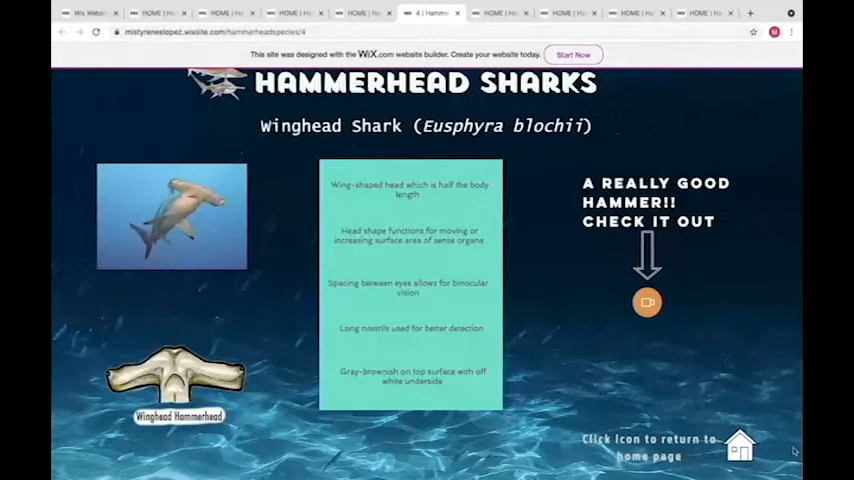 Wix Websi
HOME | Ha
HOME | Ha
HOME | Ha
HOME | Ha
4 | Hamme
HOME | Ha
HOME | Ha
HOME | Ha
HOME | Ha
mistyreneelopez.wixsite.com/hammerheadspecies/4
This site was designed with the WiX.com website builder. Create your website today. Start Now
HAMMERHEAD SHARKS
Winghead Shark (Eusphyra blochii)
Wing-shaped head which is half the body
length
Head shape functions for moving or
increasing surface area of sense organs
Spacing between eyes allows for binocular
vision
Long nostrils used for better detection
Gray-brownish on top surface with off
white underside
A REALLY GOOD
HAMMER!!
CHECK IT OUT
Winghead Hammerhead
Click icon to return to
home page